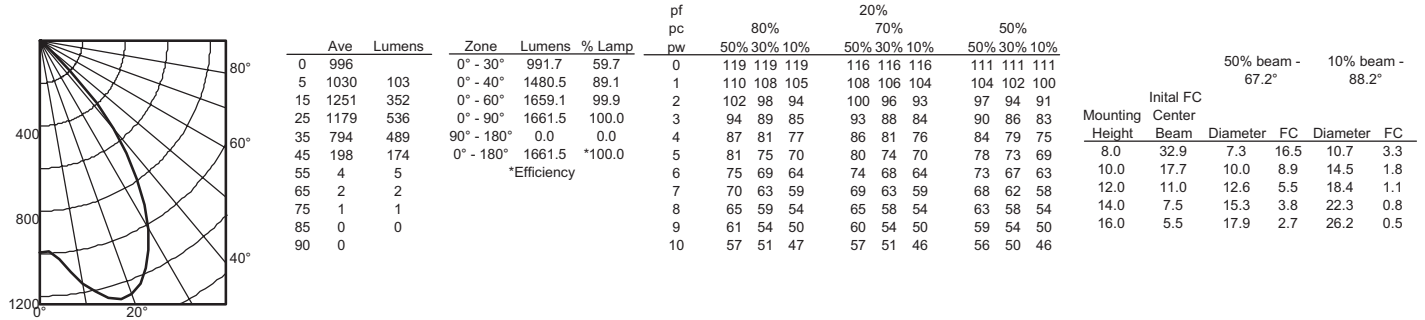 80°
60°
40°
400
800
1200
0° 20°
Ave Lumens
0 996
5 1030 103
15 1251 352
25 1179 536
35 794 489
45 198 174
55 4 5
65 2 2
75 1 1
85 0 0
90 0
Zone Lumens % Lamp
0° - 30° 991.7 59.7
0° - 40° 1480.5 89.1
0° - 60° 1659.1 99.9
0° - 90° 1661.5 100.0
90° - 180° 0.0 0.0
0° - 180° 1661.5 *100.0
*Efficiency
pf 20%
pc 80% 70% 50%
pw 50% 30% 10% 50% 30% 10% 50% 30% 10%
0 119 119 119 116 116 116 111 111 111
1 110 108 105 108 106 104 104 102 100
2 102 98 94 100 96 93 97 94 91
3 94 89 85 93 88 84 90 86 83
4 87 81 77 86 81 76 84 79 75
5 81 75 70 80 74 70 78 73 69
6 75 69 64 74 68 64 73 67 63
7 70 63 59 69 63 59 68 62 58
8 65 59 54 65 58 54 63 58 54
9 61 54 50 60 54 50 59 54 50
10 57 51 47 57 51 46 56 50 46
50% beam - 10% beam -
67.2° 88.2°
Inital FC
Mounting Center
Height Beam Diameter FC Diameter FC
8.0 32.9 7.3 16.5 10.7 3.3
10.0 17.7 10.0 8.9 14.5 1.8
12.0 11.0 12.6 5.5 18.4 1.1
14.0 7.5 15.3 3.8 22.3 0.8
16.0 5.5 17.9 2.7 26.2 0.5